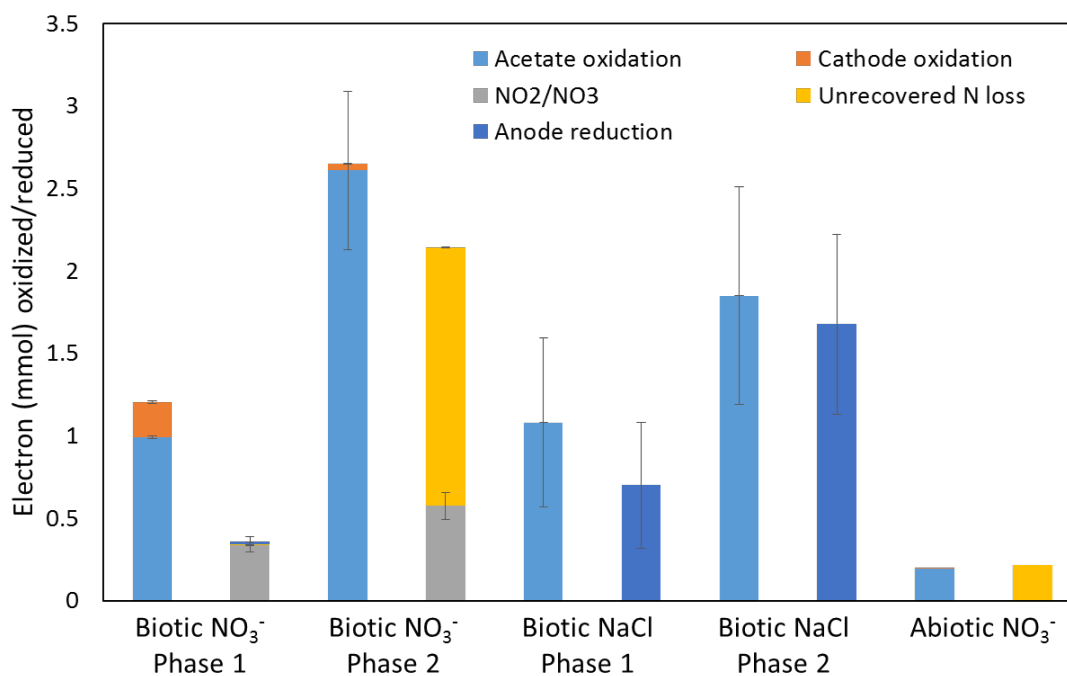 Electron (mmol) oxidized/reduced
3.5
3
2.5
2
1.5
1
0.5
0
Acetate oxidation
Cathode oxidation
NO2/NO3
Unrecovered N loss
Anode reduction
Biotic NO₃⁻
Phase 1
Biotic NO₃⁻
Phase 2
Biotic NaCl
Phase 1
Biotic NaCl
Phase 2
Abiotic NO₃⁻